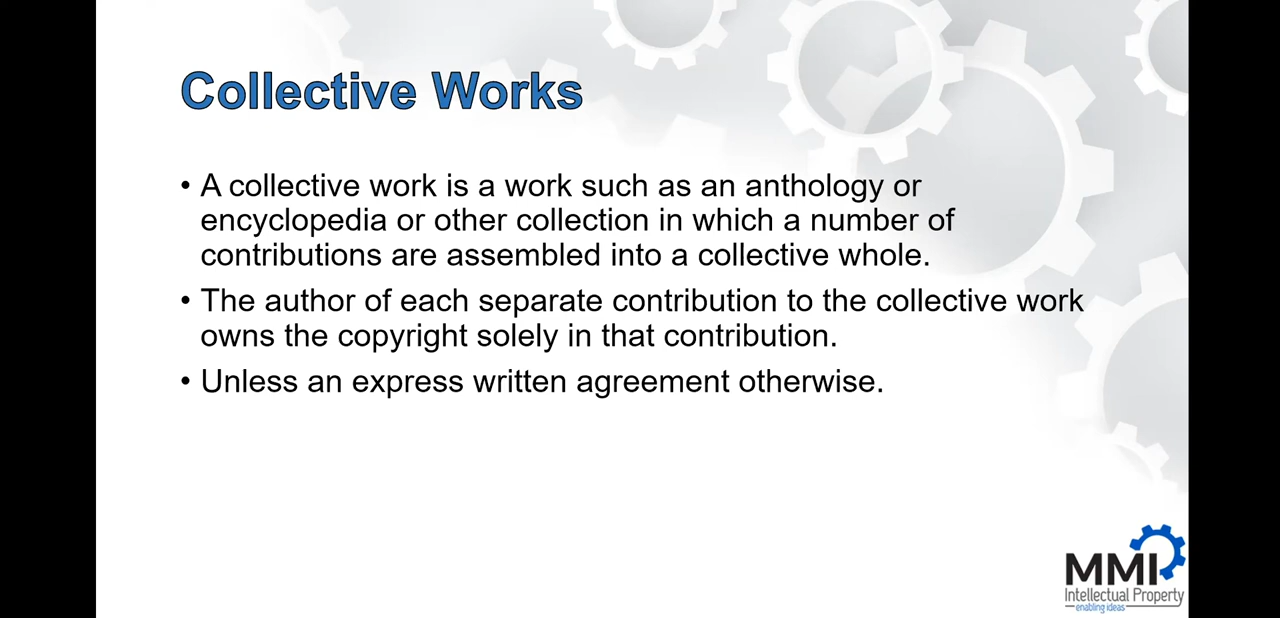 Collective Works
• A collective work is a work such as an anthology or
encyclopedia or other collection in which a number of
contributions are assembled into a collective whole.
• The author of each separate contribution to the collective work
owns the copyright solely in that contribution.
• Unless an express written agreement otherwise.
MMI
Intellectual Property
enabling ideas